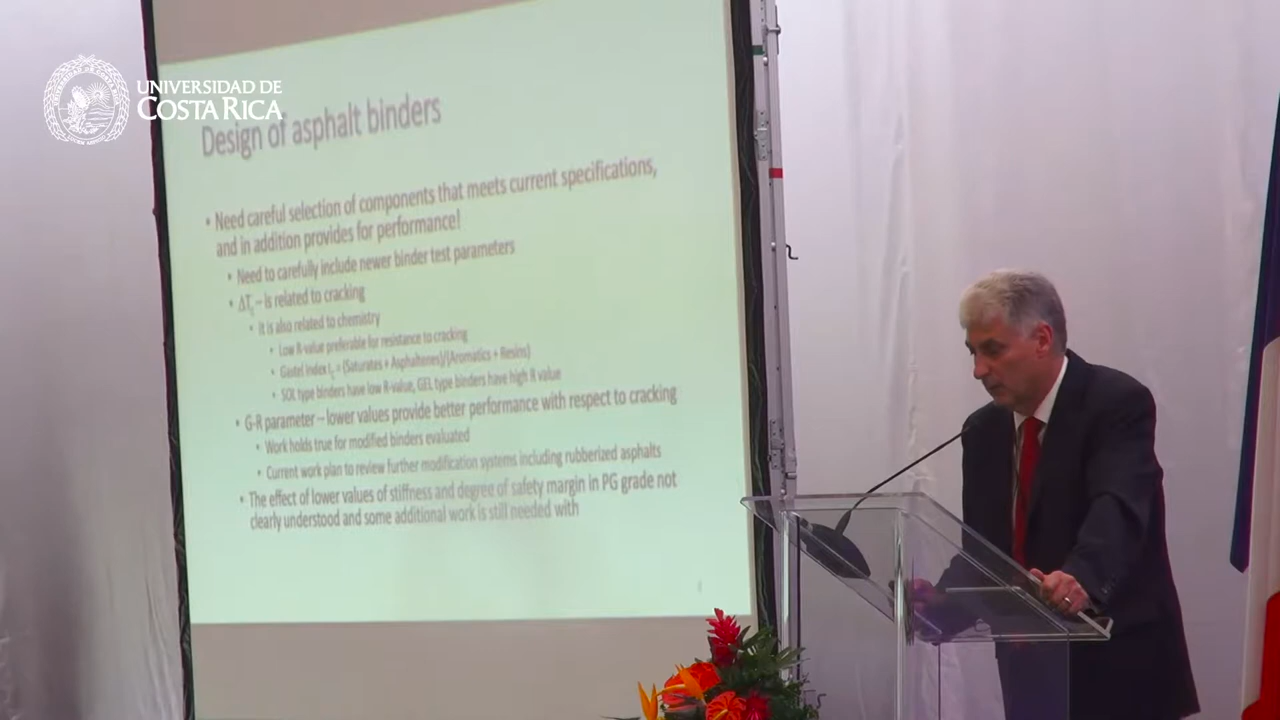 UNIVERSIDAD DE
COSTA RICA
Design of asphalt binders
• Need careful selection of components that meets current specifications,
and in addition provides for performance!
• Need to carefully include newer binder test parameters
• ΔTc – is related to cracking
• It is also related to chemistry
• Low R-value preferable for resistance to cracking
• Gastel index Ic = (Saturates + Asphaltenes)/(Aromatics + Resins)
• SOL type binders have low R-value, GEL type binders have high R value
• G-R parameter – lower values provide better performance with respect to cracking
• Work holds true for modified binders evaluated
• Current work plan to review further modification systems including rubberized asphalts
• The effect of lower values of stiffness and degree of safety margin in PG grade not
clearly understood and some additional work is still needed with